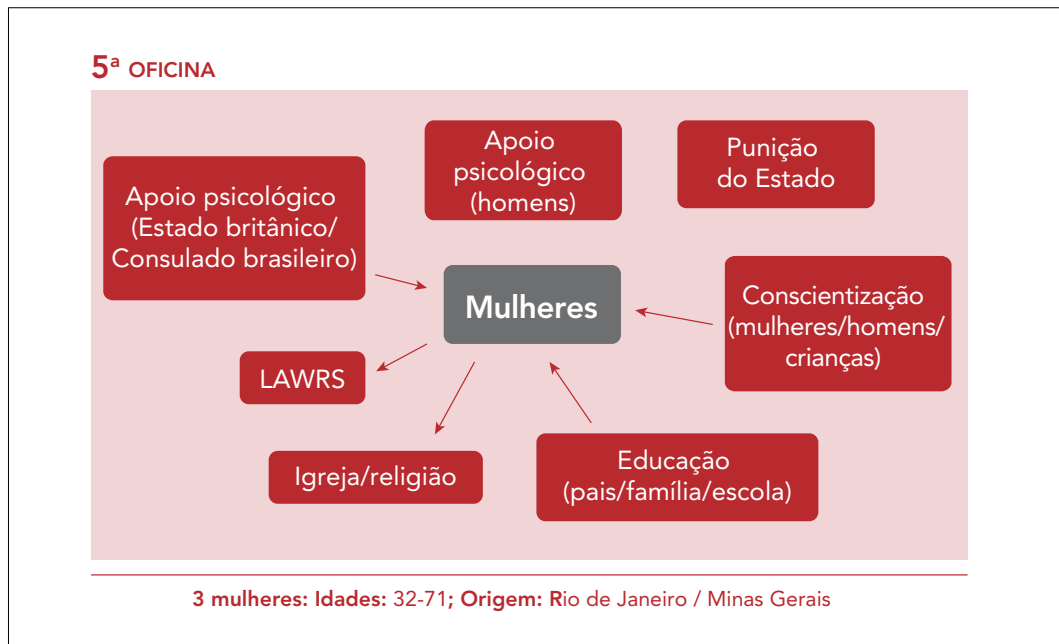 5ª OFICINA
Apoio psicológico
(Estado britânico/
Consulado brasileiro)
Apoio
psicológico
(homens)
Punição
do Estado
Mulheres
Conscientização
(mulheres/homens/
crianças)
LAWRS
Igreja/religião
Educação
(pais/família/escola)
3 mulheres: Idades: 32-71; Origem: Rio de Janeiro / Minas Gerais